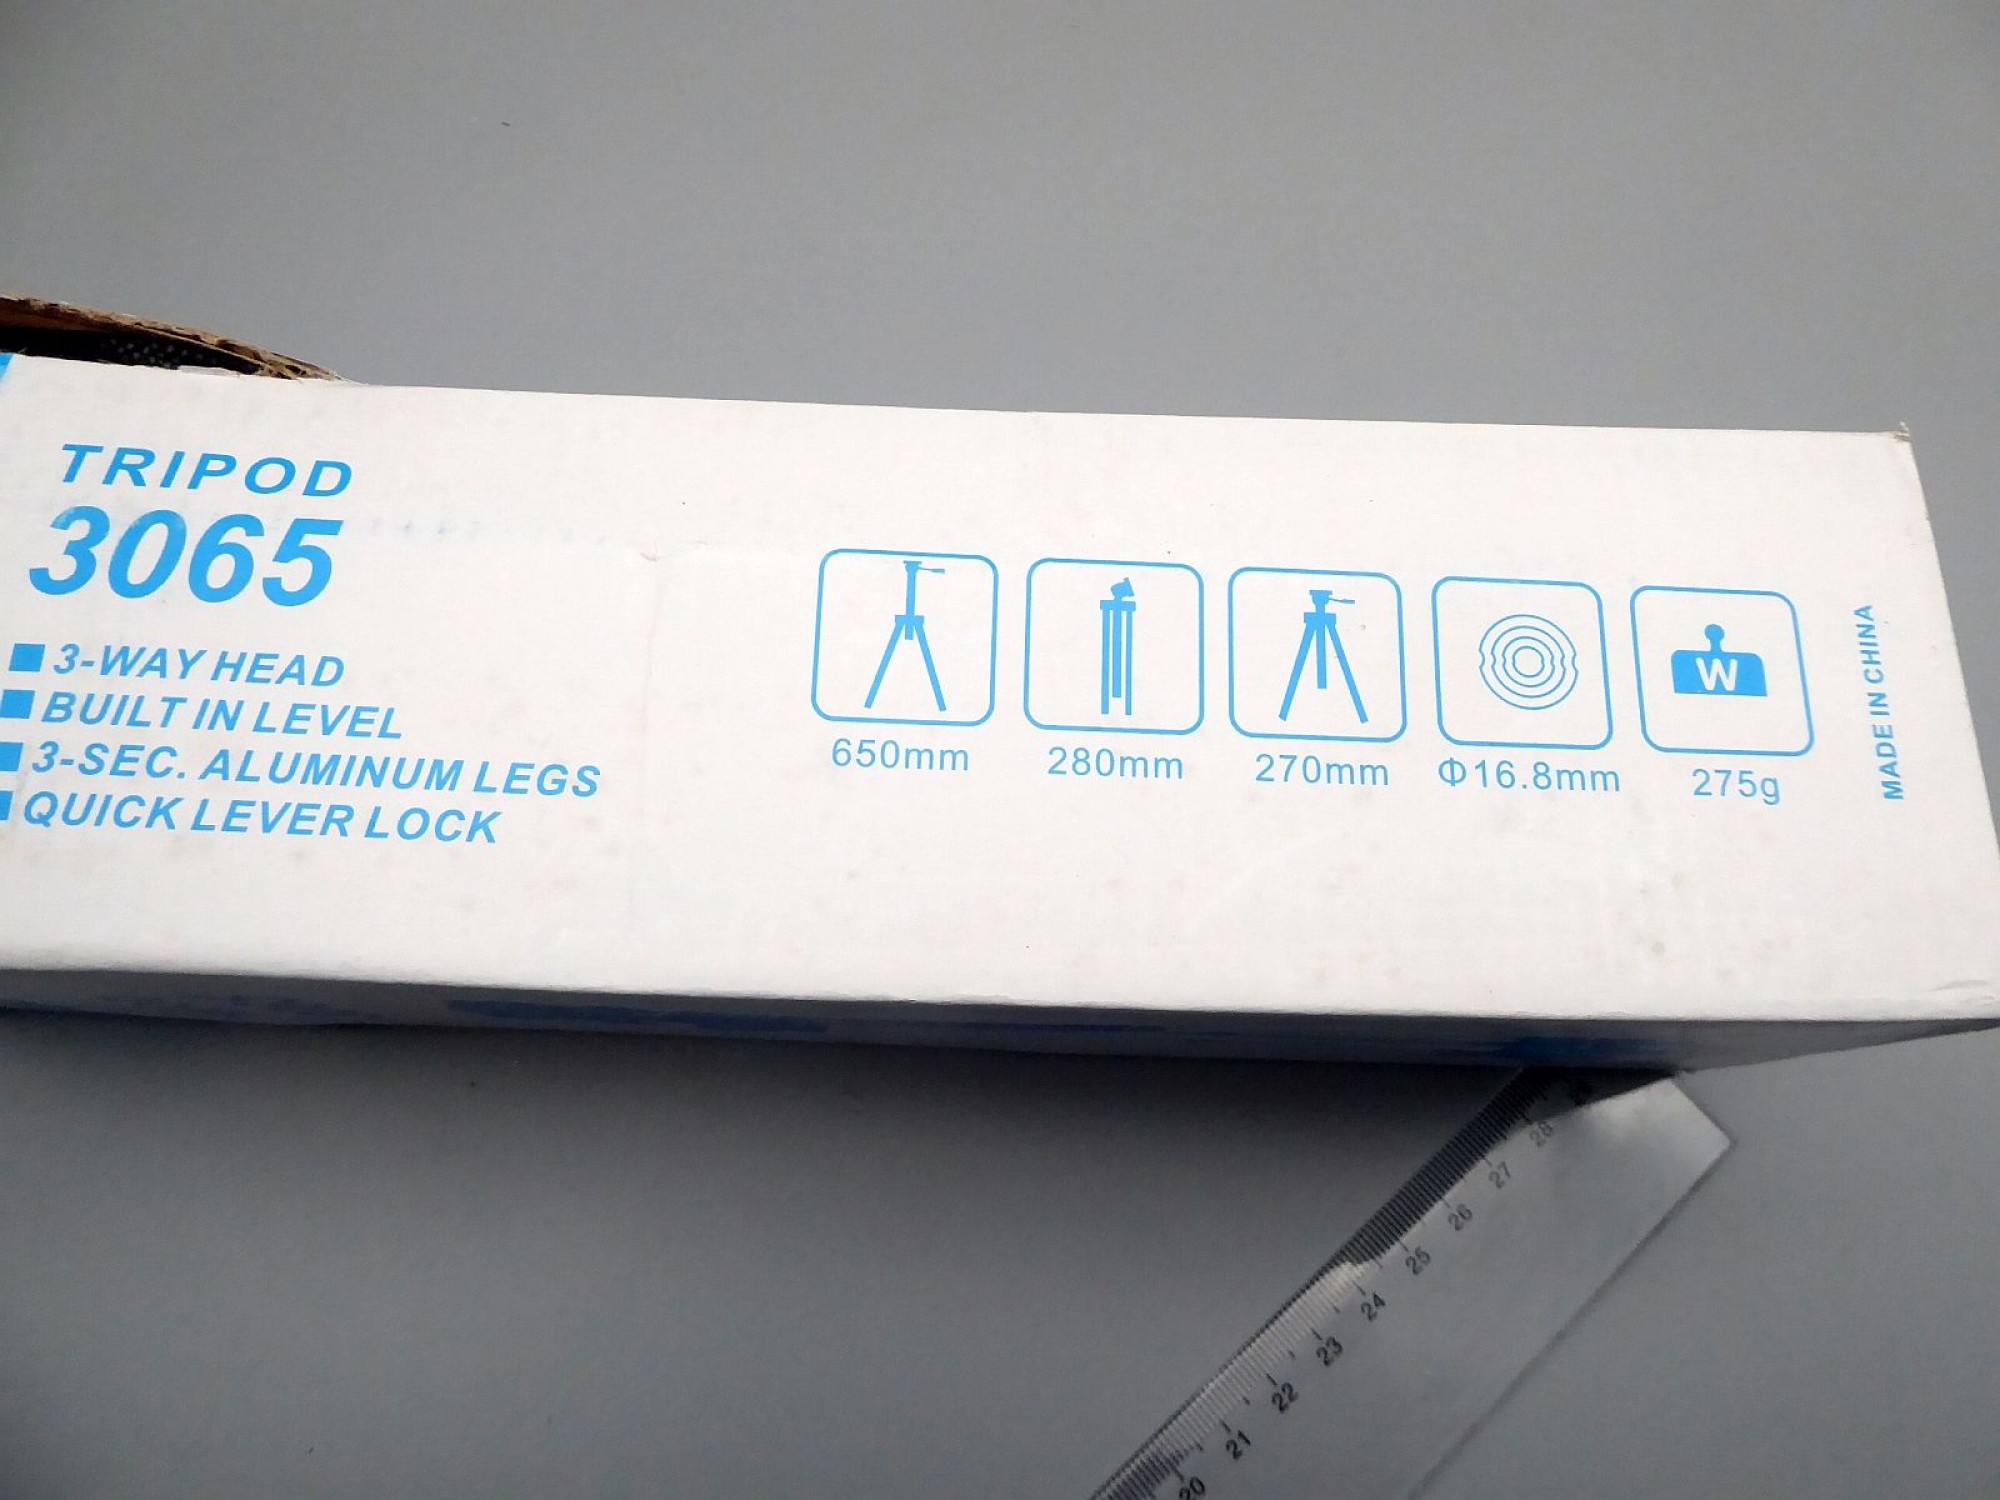 TRIPOD
3065
3-WAY HEAD
BUILT IN LEVEL
3-SEC. ALUMINUM LEGS
QUICK LEVER LOCK
650mm
280mm
270mm
Φ16.8mm
W
275g
MADE IN CHINA
28
27
26
25
24
23
22
21
20